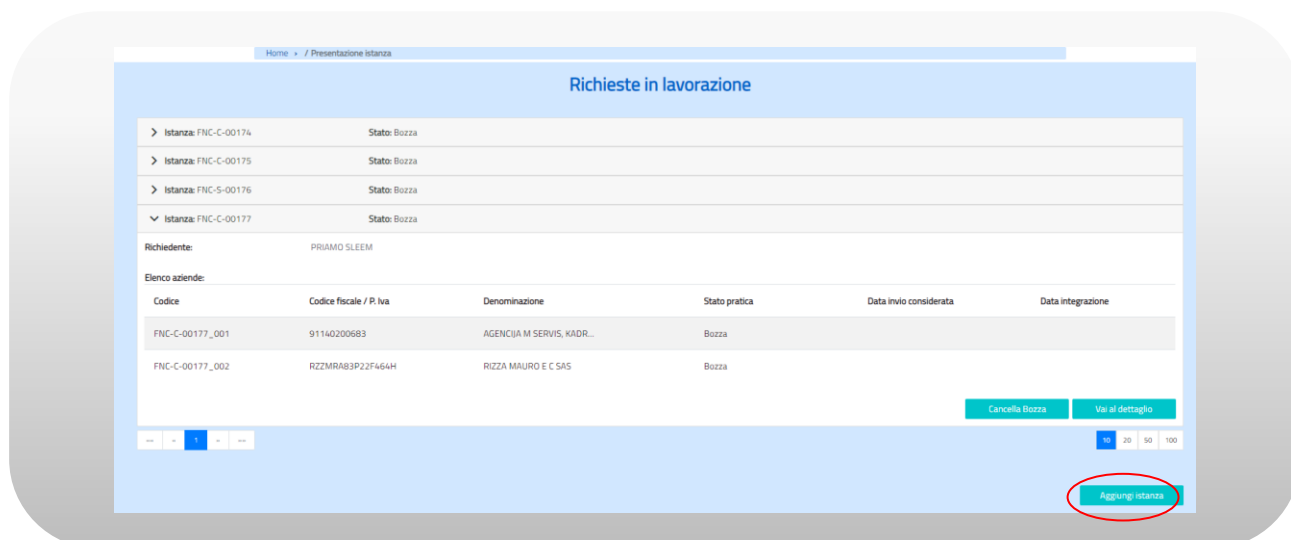 Home » / Presentazione istanza
Richieste in lavorazione
Istanza: FNC-C-00174 Stato: Bozza
Istanza: FNC-C-00175 Stato: Bozza
Istanza: FNC-S-00176 Stato: Bozza
Istanza: FNC-C-00177 Stato: Bozza
Richiedente: PRIAMO SLEEM
Elenco aziende:
Codice Codice fiscale / P. Iva Denominazione Stato pratica Data invio considerata Data integrazione
FNC-C-00177_001 91140200683 AGENCIJA M SERVIS, KADR... Bozza
FNC-C-00177_002 RZZMRA83P22F464H RIZZA MAURO E C SAS Bozza
Cancella Bozza Vai al dettaglio
«« « 1 » »» 10 20 50 100
Aggiungi istanza